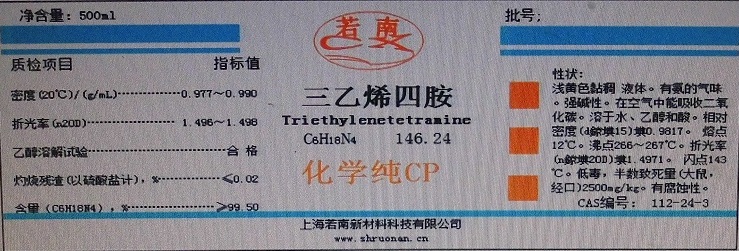 净含量：500ml
质检项目 指标值
密度(20℃)/(g/mL)············0.977～0.990
折光率(n20D)···············1.496～1.498
乙醇溶解试验···············合 格
灼烧残渣(以硫酸盐计)，%·········≤0.02
含量(C6H18N4)，%············≥99.50
若南
三乙烯四胺
Triethylenetetramine
C6H18N4 146.24
化学纯CP
批号;
性状：
浅黄色黏稠 液体。有氨的气味
。强碱性。在空气中能吸收二氧
化碳。溶于水、乙醇和酸。相对
0.9817。 熔点
12℃。沸点266~267℃。折光率
1.4971。 闪点143
℃。低毒，半数致死量(大鼠，
经口)2500mg/kg。有腐蚀性。
CAS编号： 112-24-3
上海若南新材料科技有限公司
www.shruonan.cn